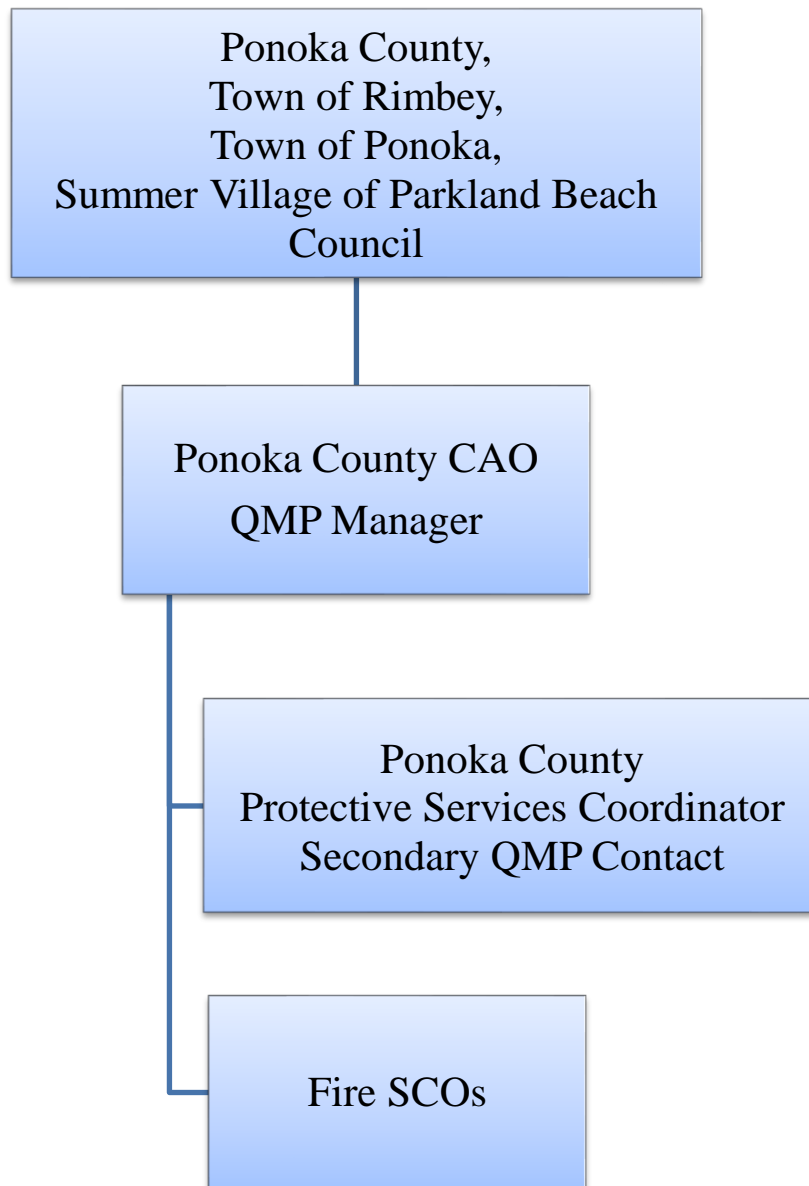 Ponoka County,
Town of Rimbey,
Town of Ponoka,
Summer Village of Parkland Beach
Council
Ponoka County CAO
QMP Manager
Ponoka County
Protective Services Coordinator
Secondary QMP Contact
Fire SCOs